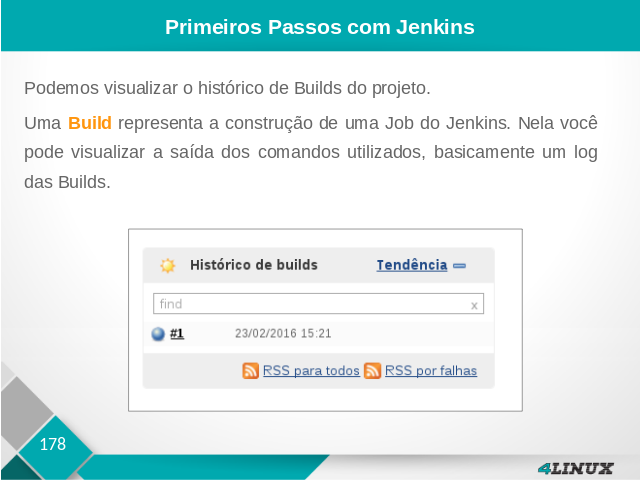 Primeiros Passos com Jenkins
Podemos visualizar o histórico de Builds do projeto.
Uma Build representa a construção de uma Job do Jenkins. Nela você
pode visualizar a saída dos comandos utilizados, basicamente um log
das Builds.
Histórico de builds Tendência
find x
#1 23/02/2016 15:21
RSS para todos RSS por falhas
178
4LINUX